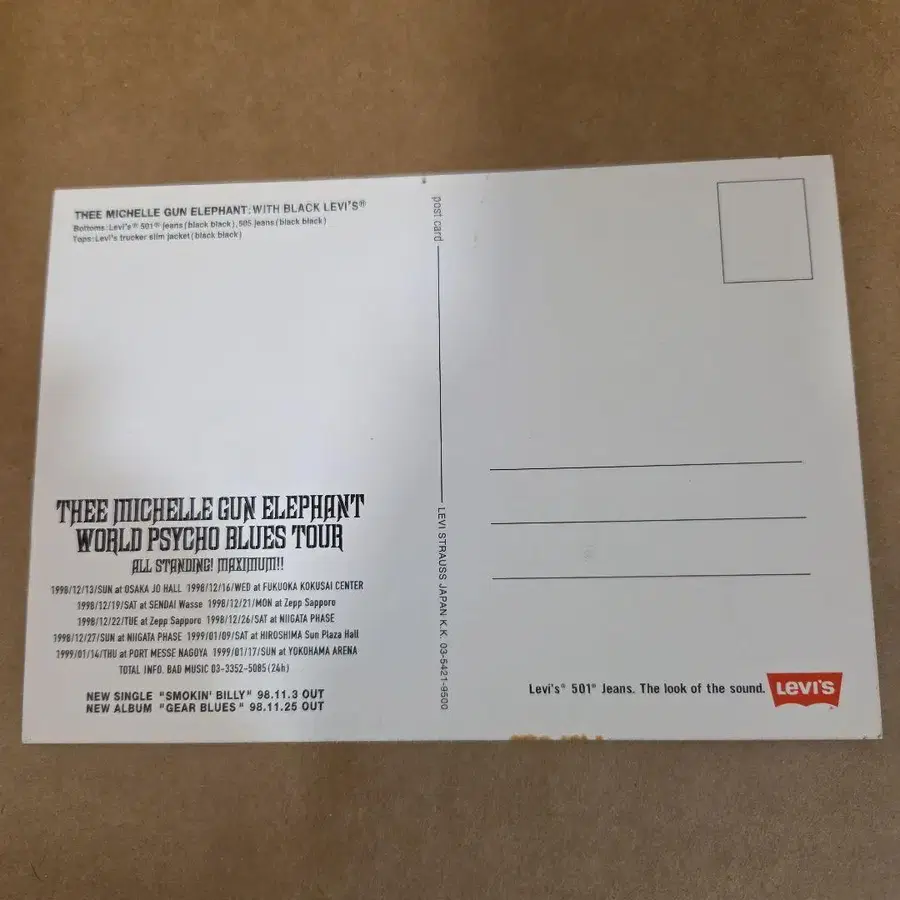 THEE MICHELLE GUN ELEPHANT: WITH BLACK LEVI'S®
Bottoms: Levi's® 501® jeans (black black), 505 jeans (black black)
Tops: Levi's trucker slim jacket (black black)
THEE MICHELLE GUN ELEPHANT
WORLD PSYCHO BLUES TOUR
ALL STANDING! MAXIMUM!!
1998/12/13/SUN at OSAKA JO HALL 1998/12/16/WED at FUKUOKA KOKUSAI CENTER
1998/12/19/SAT at SENDAI Wasse 1998/12/21/MON at Zepp Sapporo
1998/12/22/TUE at Zepp Sapporo 1998/12/26/SAT at NIIGATA PHASE
1998/12/27/SUN at NIIGATA PHASE 1999/01/09/SAT at HIROSHIMA Sun Plaza Hall
1999/01/14/THU at PORT MESSE NAGOYA 1999/01/17/SUN at YOKOHAMA ARENA
TOTAL INFO. BAD MUSIC 03-3352-5085 (24h)
NEW SINGLE "SMOKIN' BILLY" 98.11.3 OUT
NEW ALBUM "GEAR BLUES" 98.11.25 OUT
post card
LEVI STRAUSS JAPAN K.K. 03-5421-9500
Levi's® 501® Jeans. The look of the sound.
LEVI'S